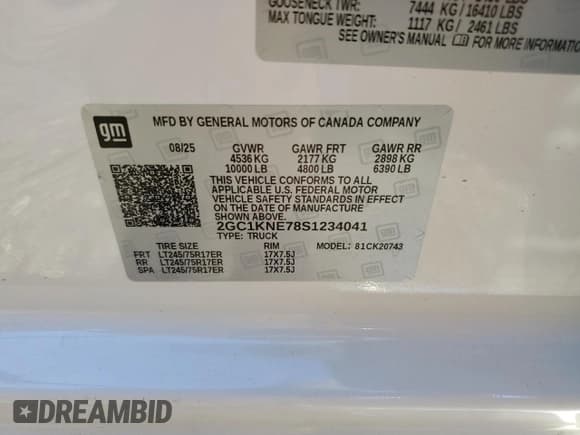 GOOSENECK TWR: 7444 KG/16410 LBS
MAX TONGUE WEIGHT: 1117 KG / 2461 LBS
SEE OWNER'S MANUAL FOR MORE INFORMATION
gm
MFD BY GENERAL MOTORS OF CANADA COMPANY
08/25 GVWR GAWR FRT GAWR RR
4536 KG 2177 KG 2898 KG
10000 LB 4800 LB 6390 LB
THIS VEHICLE CONFORMS TO ALL
APPLICABLE U.S. FEDERAL MOTOR
VEHICLE SAFETY STANDARDS IN EFFECT
ON THE DATE OF MANUFACTURE
2GC1KNE78S1234041
TYPE: TRUCK MODEL: 81CK20743
TIRE SIZE RIM
FRT LT245/75R17ER 17X7.5J
RR LT245/75R17ER 17X7.5J
SPA LT245/75R17ER 17X7.5J
DREAMBID